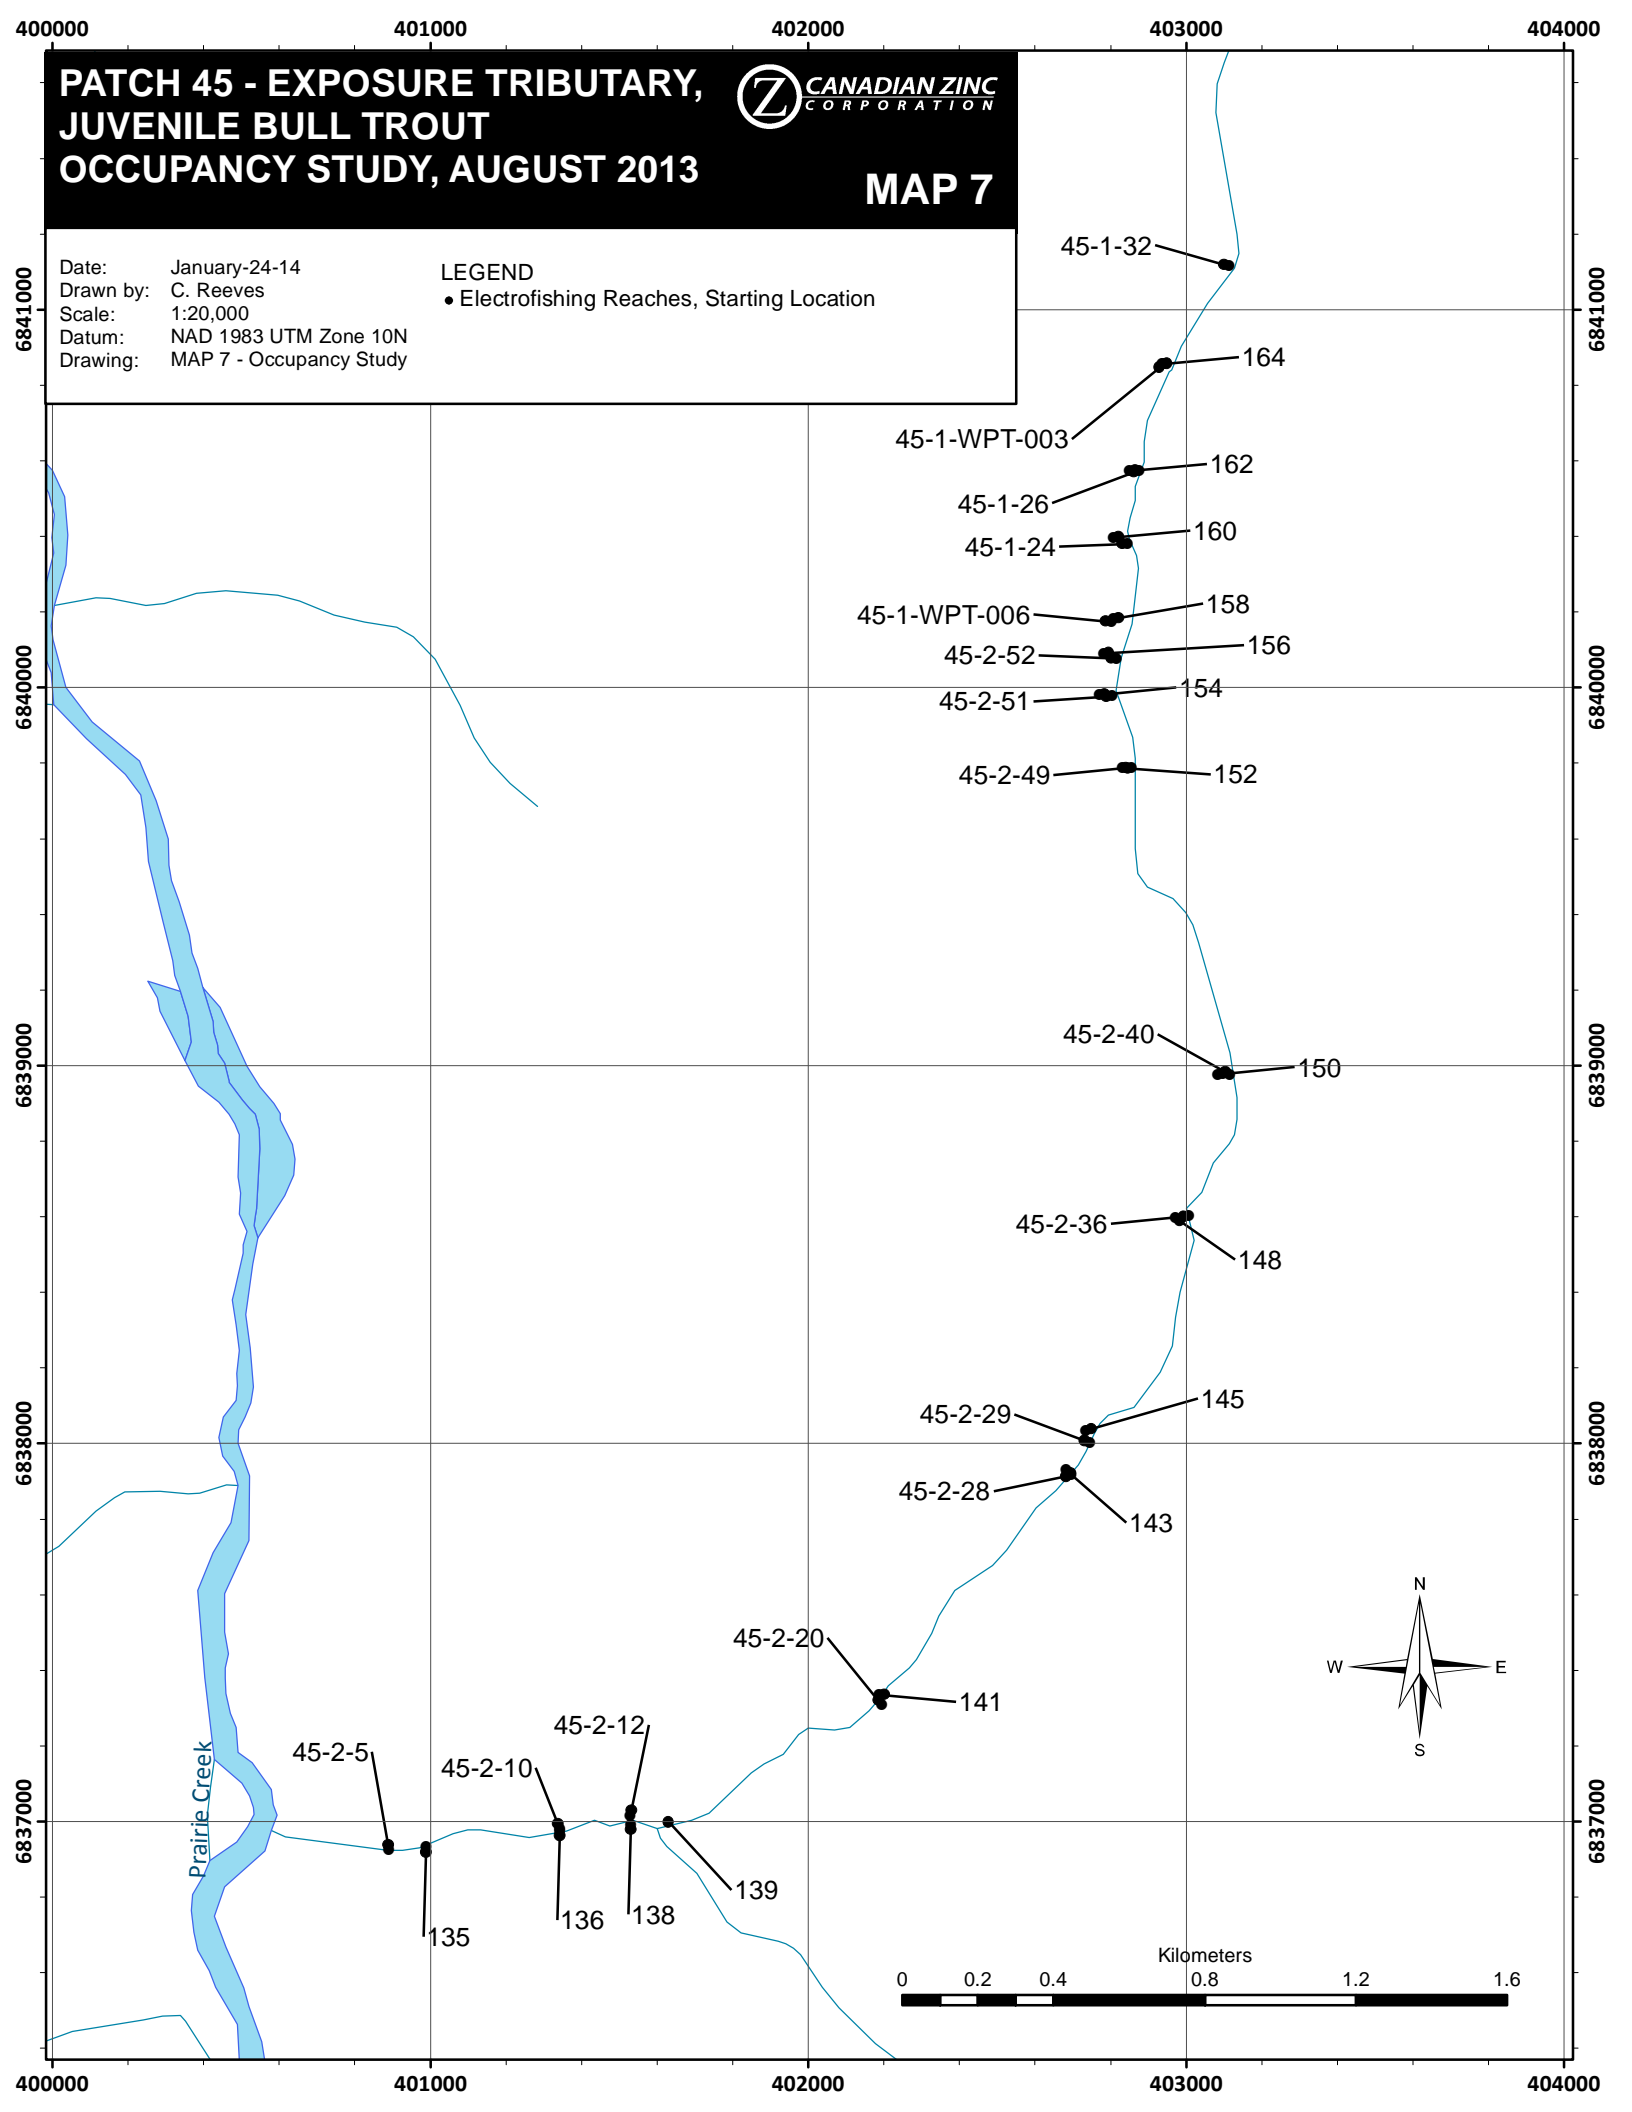 400000 401000 402000 403000 404000
PATCH 45 - EXPOSURE TRIBUTARY,
JUVENILE BULL TROUT
OCCUPANCY STUDY, AUGUST 2013
Z CANADIAN ZINC
CORPORATION
MAP 7
Date: January-24-14
Drawn by: C. Reeves
Scale: 1:20,000
Datum: NAD 1983 UTM Zone 10N
Drawing: MAP 7 - Occupancy Study
LEGEND
Electrofishing Reaches, Starting Location
45-1-32
6841000 6841000
164
45-1-WPT-003
162
45-1-26
160
45-1-24
158
45-1-WPT-006
156
45-2-52
6840000 6840000
154
45-2-51
45-2-49 152
45-2-40
6839000 6839000
150
45-2-36
148
145
45-2-29
6838000 6838000
45-2-28
143
N
W E
S
45-2-20
141
45-2-12
45-2-5
45-2-10
6837000 6837000
Prairie Creek
139
138
136
135
Kilometers
0 0.2 0.4 0.8 1.2 1.6
400000 401000 402000 403000 404000